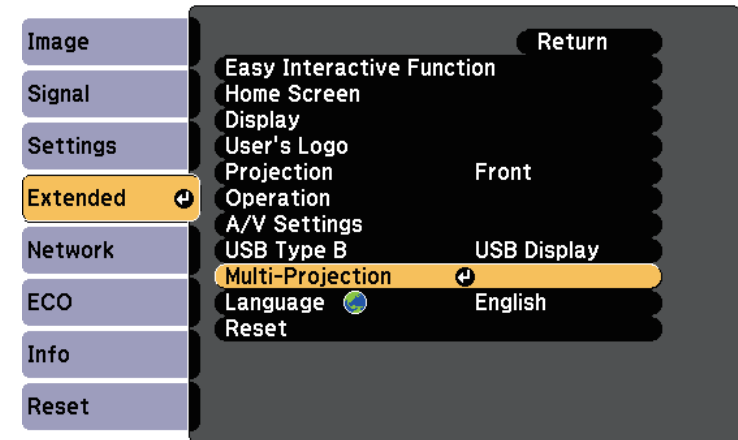 Image
Signal
Settings
Extended
Network
ECO
Info
Reset
Return
Easy Interactive Function
Home Screen
Display
User's Logo
Projection Front
Operation
A/V Settings
USB Type B USB Display
Multi-Projection
Language English
Reset